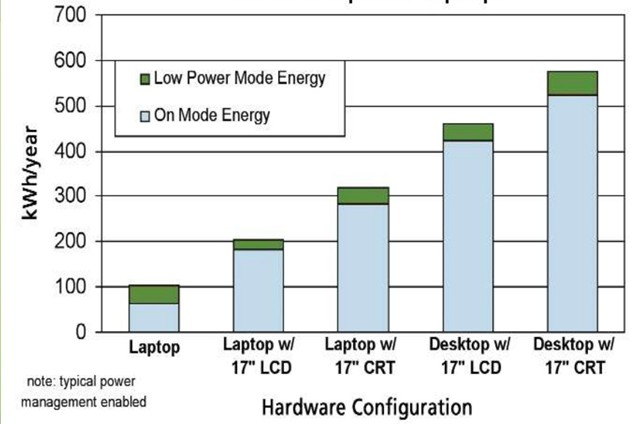 700
600
500
400
300
200
100
0
kWh/year
Low Power Mode Energy
On Mode Energy
Laptop
Laptop w/
17" LCD
Laptop w/
17" CRT
Desktop w/
17" LCD
Desktop w/
17" CRT
note: typical power
management enabled
Hardware Configuration